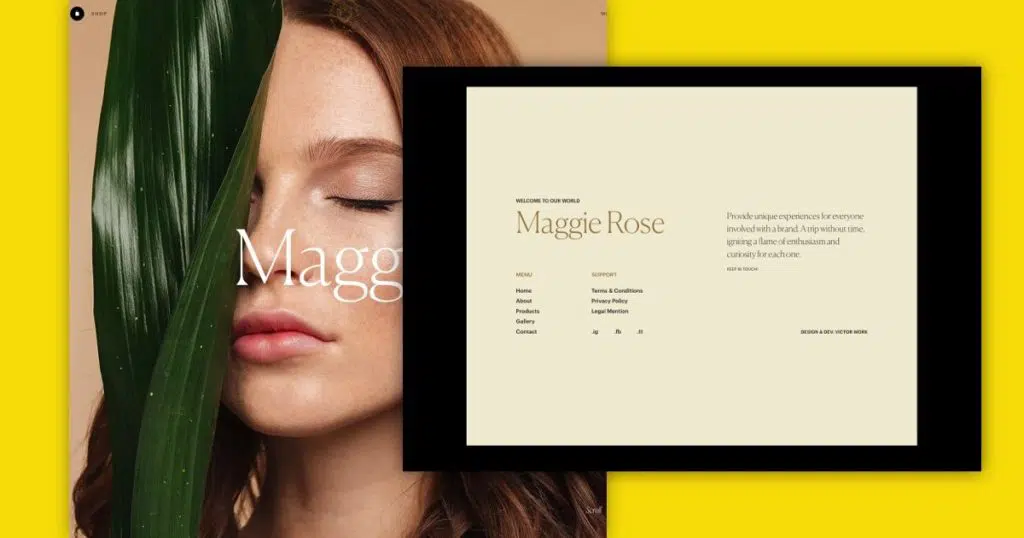 SHOP
Magg
Scroll
WELCOME TO OUR WORLD
Maggie Rose
Provide unique experiences for everyone
involved with a brand. A trip without time,
igniting a flame of enthusiasm and
curiosity for each one.
KEEP IN TOUCH
MENU
Home
About
Products
Gallery
Contact
SUPPORT
Terms & Conditions
Privacy Policy
Legal Mention
.ig .fb .tt
DESIGN & DEV: VICTOR WORK